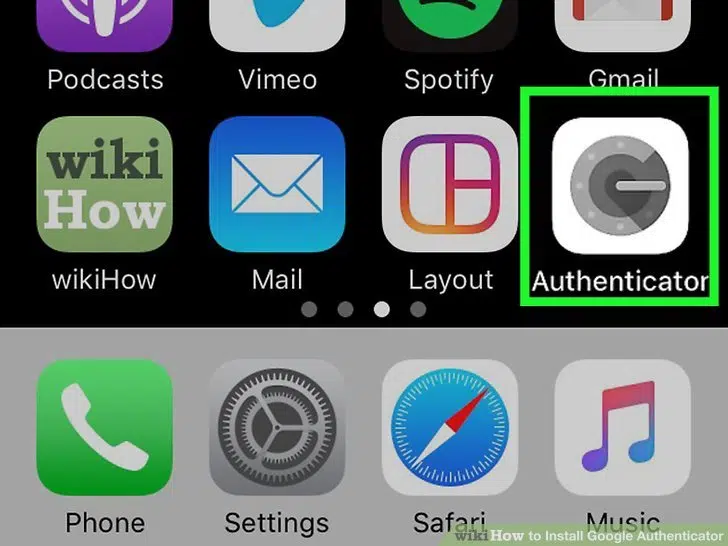 Podcasts Vimeo Spotify Gmail
wiki
How
wikiHow Mail Layout Authenticator
Phone Settings Safari Music
wikiHow to Install Google Authenticator